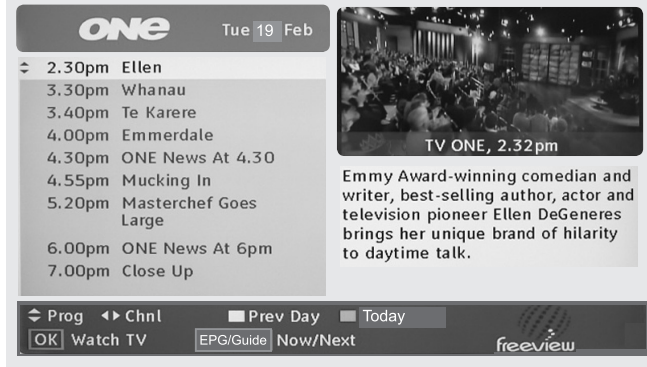 ONE
Tue 19 Feb
2.30pm Ellen
3.30pm Whanau
3.40pm Te Karere
4.00pm Emmerdale
4.30pm ONE News At 4.30
4.55pm Mucking In
5.20pm Masterchef Goes
Large
6.00pm ONE News At 6pm
7.00pm Close Up
TV ONE, 2.32pm
Emmy Award-winning comedian and
writer, best-selling author, actor and
television pioneer Ellen DeGeneres
brings her unique brand of hilarity
to daytime talk.
Prog Chnl Prev Day Today
OK Watch TV EPG/Guide Now/Next
freeview